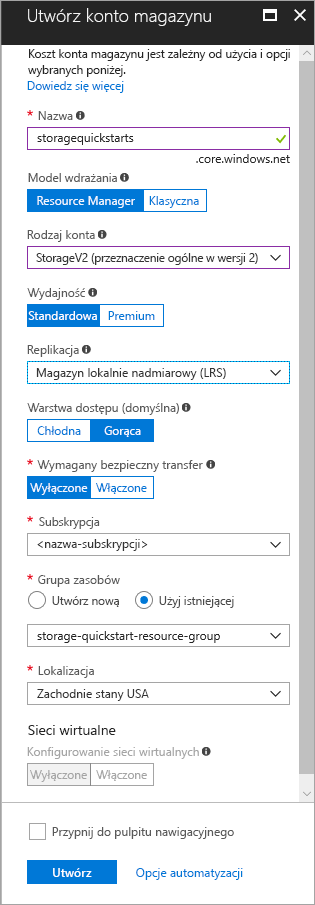 Utwórz konto magazynu
Koszt konta magazynu jest zależny od użycia i opcji
wybranych poniżej.
Dowiedz się więcej
* Nazwa
storagequickstarts
.core.windows.net
Model wdrażania
Resource Manager Klasyczna
Rodzaj konta
StorageV2 (przeznaczenie ogólne w wersji 2)
Wydajność
Standardowa Premium
Replikacja
Magazyn lokalnie nadmiarowy (LRS)
Warstwa dostępu (domyślna)
Chłodna Gorąca
* Wymagany bezpieczny transfer
Wyłączone Włączone
* Subskrypcja
<nazwa-subskrypcji>
* Grupa zasobów
Utwórz nową Użyj istniejącej
storage-quickstart-resource-group
* Lokalizacja
Zachodnie stany USA
Sieci wirtualne
Konfigurowanie sieci wirtualnych
Wyłączone Włączone
Przypnij do pulpitu nawigacyjnego
Utwórz Opcje automatyzacji